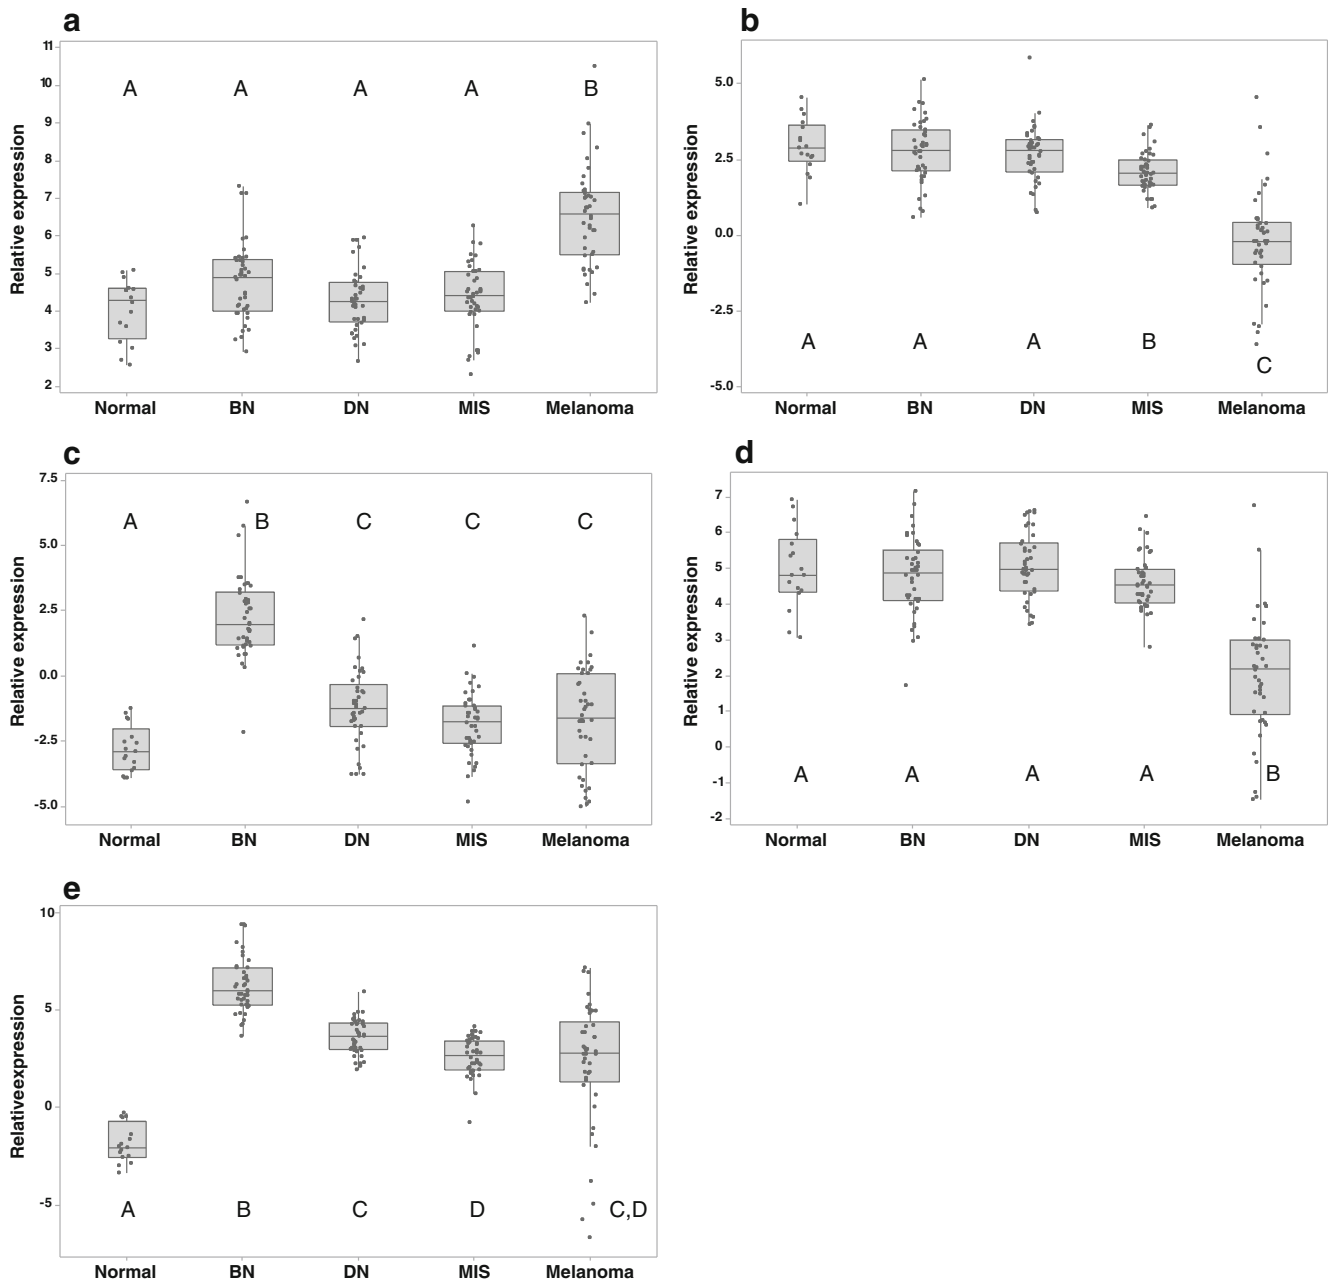 a
Relative expression
11
10
9
8
7
6
5
4
3
2
A A A A B
Normal BN DN MIS Melanoma
b
Relative expression
5.0
2.5
0.0
-2.5
-5.0
A A A B C
Normal BN DN MIS Melanoma
c
Relative expression
7.5
5.0
2.5
0.0
-2.5
-5.0
A B C C C
Normal BN DN MIS Melanoma
d
Relative expression
7
6
5
4
3
2
1
0
-1
-2
A A A A B
Normal BN DN MIS Melanoma
e
Relativeexpression
10
5
0
-5
A B C D C,D
Normal BN DN MIS Melanoma